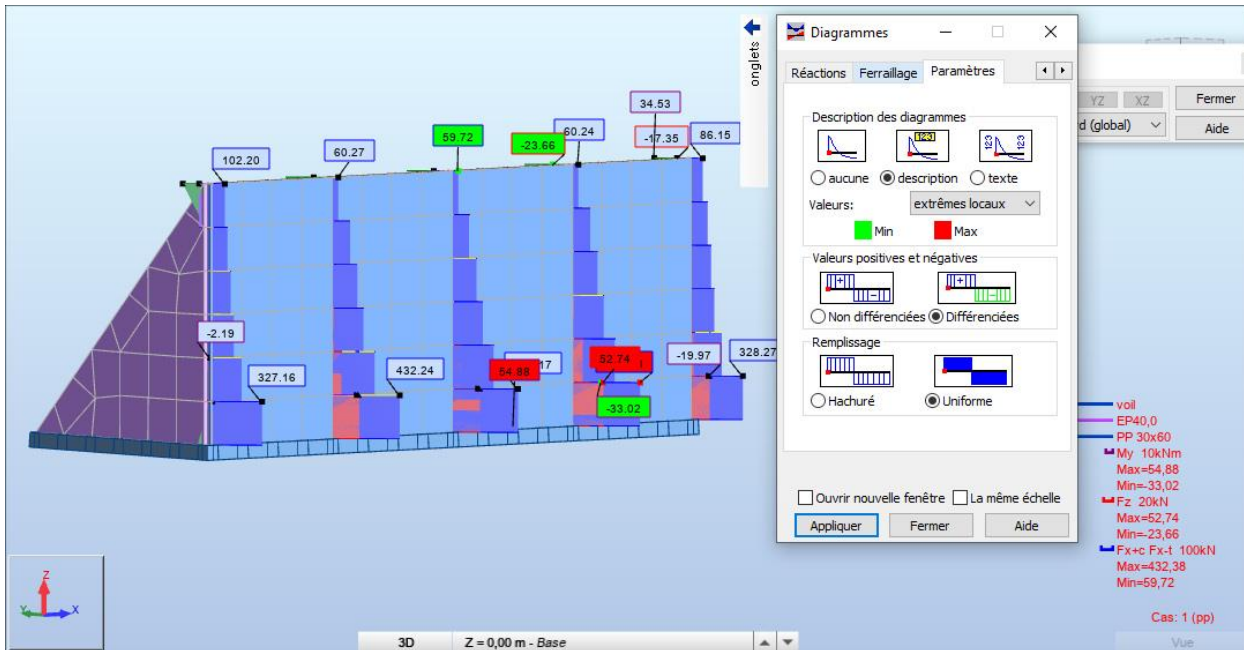 onglets
Diagrammes
Réactions Ferraillage Paramètres
Description des diagrammes
123
123 123
aucune description texte
Valeurs: extrêmes locaux
Min Max
Valeurs positives et négatives
Non différenciées Différenciées
Remplissage
Hachuré Uniforme
Ouvrir nouvelle fenêtre La même échelle
Appliquer Fermer Aide
YZ XZ Fermer
d (global) Aide
34.53
59.72 -23.66 60.24 -17.35 86.15
102.20 60.27
-2.19
327.16 432.24 54.88 17 52.74 -19.97 328.27
-33.02
voil
EP40,0
PP 30x60
My 10kNm
Max=54,88
Min=-33,02
Fz 20kN
Max=52,74
Min=-23,66
Fx+c Fx-t 100kN
Max=432,38
Min=59,72
Cas: 1 (pp)
Z
Y X
3D Z = 0,00 m - Base
Vue